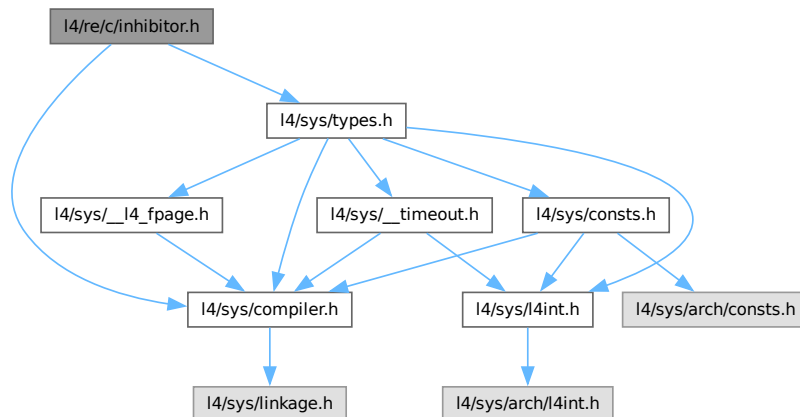 l4/re/c/inhibitor.h
l4/sys/types.h
l4/sys/__l4_fpage.h
l4/sys/__timeout.h
l4/sys/consts.h
l4/sys/compiler.h
l4/sys/l4int.h
l4/sys/arch/consts.h
l4/sys/linkage.h
l4/sys/arch/l4int.h